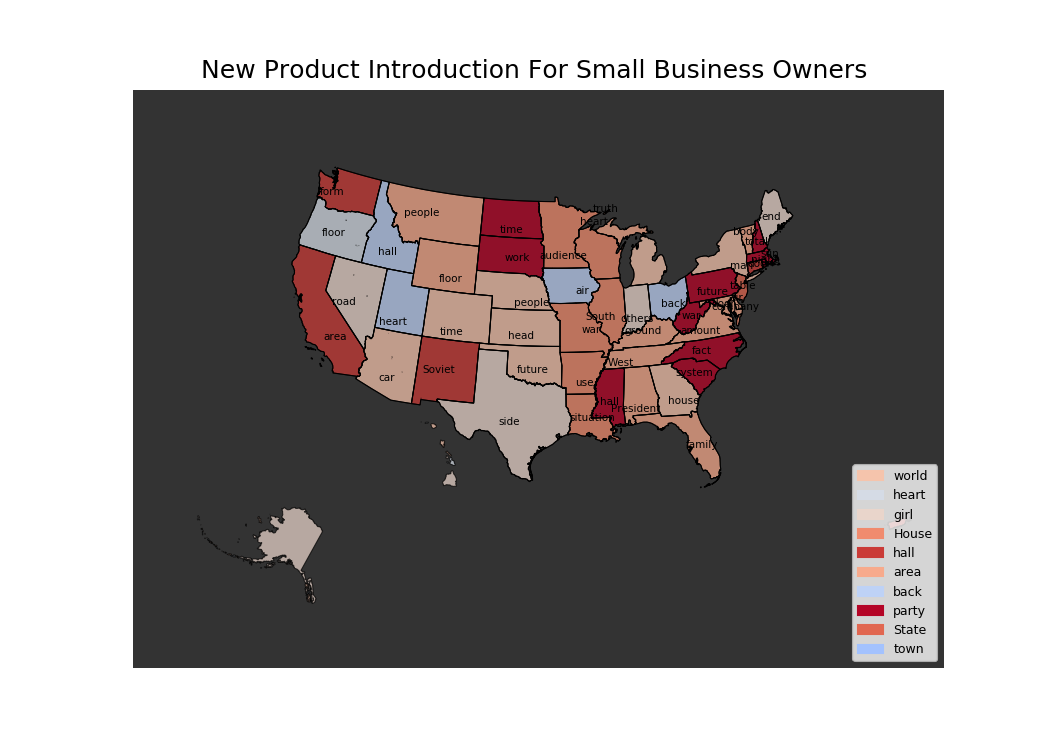 New Product Introduction For Small Business Owners
form
people
truth
heart
end
floor
time
body
total
hall
work
audience
floor
air
future
table
road
people
back
company
heart
South
others
war
area
time
head
war
ground
amount
West
fact
car
Soviet
future
use
system
hall
President
house
side
situation
family
world
heart
girl
House
hall
area
back
party
State
town